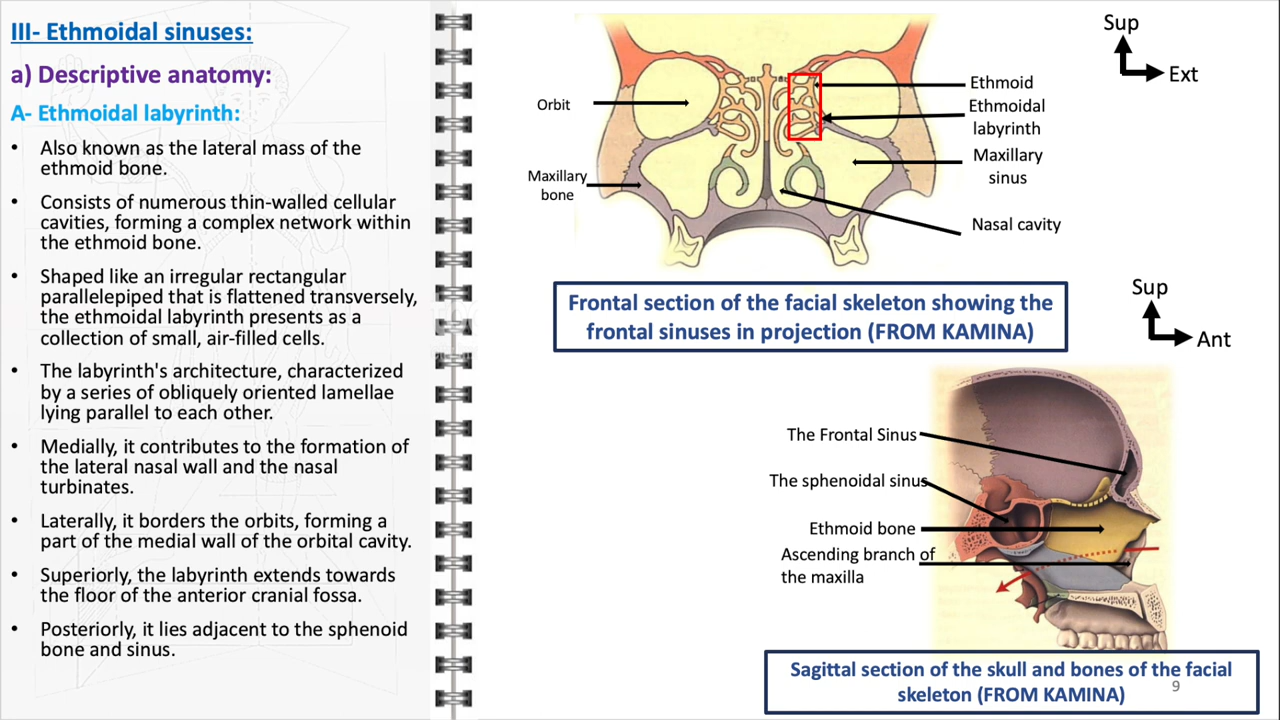 III- Ethmoidal sinuses:
a) Descriptive anatomy:
A- Ethmoidal labyrinth:
• Also known as the lateral mass of the
ethmoid bone.
• Consists of numerous thin-walled cellular
cavities, forming a complex network within
the ethmoid bone.
• Shaped like an irregular rectangular
parallelepiped that is flattened transversely,
the ethmoidal labyrinth presents as a
collection of small, air-filled cells.
• The labyrinth's architecture, characterized
by a series of obliquely oriented lamellae
lying parallel to each other.
• Medially, it contributes to the formation of
the lateral nasal wall and the nasal
turbinates.
• Laterally, it borders the orbits, forming a
part of the medial wall of the orbital cavity.
• Superiorly, the labyrinth extends towards
the floor of the anterior cranial fossa.
• Posteriorly, it lies adjacent to the sphenoid
bone and sinus.
Sup
Ext
Orbit
Maxillary
bone
Ethmoid
Ethmoidal
labyrinth
Maxillary
sinus
Nasal cavity
Frontal section of the facial skeleton showing the
frontal sinuses in projection (FROM KAMINA)
Sup
Ant
The Frontal Sinus
The sphenoidal sinus
Ethmoid bone
Ascending branch of
the maxilla
Sagittal section of the skull and bones of the facial
skeleton (FROM KAMINA)
9